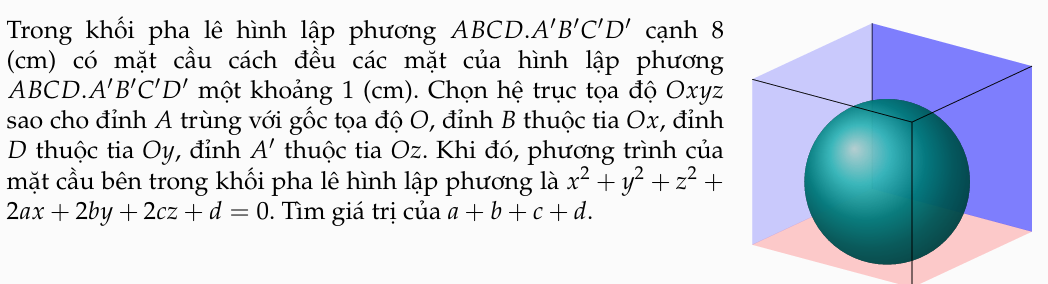 Trong khối pha lê hình lập phương ABCD.A′B′C′D′ cạnh 8
(cm) có mặt cầu cách đều các mặt của hình lập phương
ABCD.A′B′C′D′ một khoảng 1 (cm). Chọn hệ trục tọa độ Oxyz
sao cho đỉnh A trùng với gốc tọa độ O, đỉnh B thuộc tia Ox, đỉnh
D thuộc tia Oy, đỉnh A′ thuộc tia Oz. Khi đó, phương trình của
mặt cầu bên trong khối pha lê hình lập phương là x² + y² + z² +
2ax + 2by + 2cz + d = 0. Tìm giá trị của a + b + c + d.